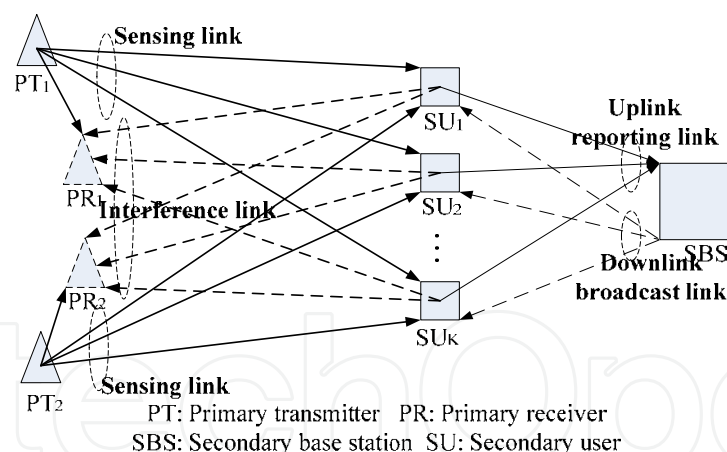 Sensing link
PT1
SU1
Uplink
reporting link
PR1
Interference link
SU2
SBS
Downlink
broadcast link
PR2
SUK
PT2
Sensing link
PT: Primary transmitter PR: Primary receiver
SBS: Secondary base station SU: Secondary user